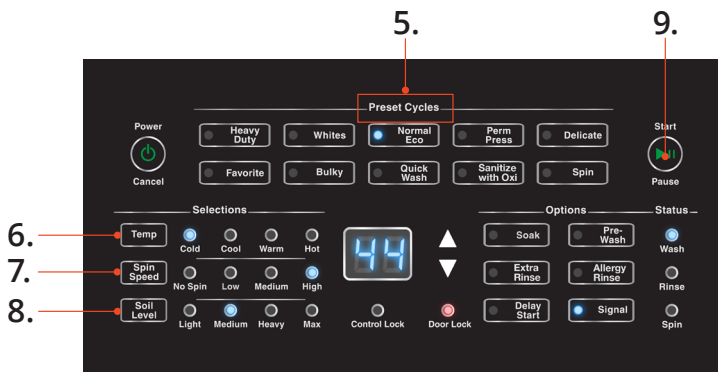 5.
9.
Preset Cycles
Power
Start
Heavy
Duty
Whites
Normal
Eco
Perm
Press
Delicate
Cancel
Pause
Favorite
Bulky
Quick
Wash
Sanitize
with Oxi
Spin
Selections
Options
Status
6.
Temp
Cold
Cool
Warm
Hot
Soak
Pre-
Wash
Wash
7.
Spin
Speed
No Spin
Low
Medium
High
44
Extra
Rinse
Allergy
Rinse
Rinse
8.
Soil
Level
Light
Medium
Heavy
Max
Control Lock
Door Lock
Delay
Start
Signal
Spin